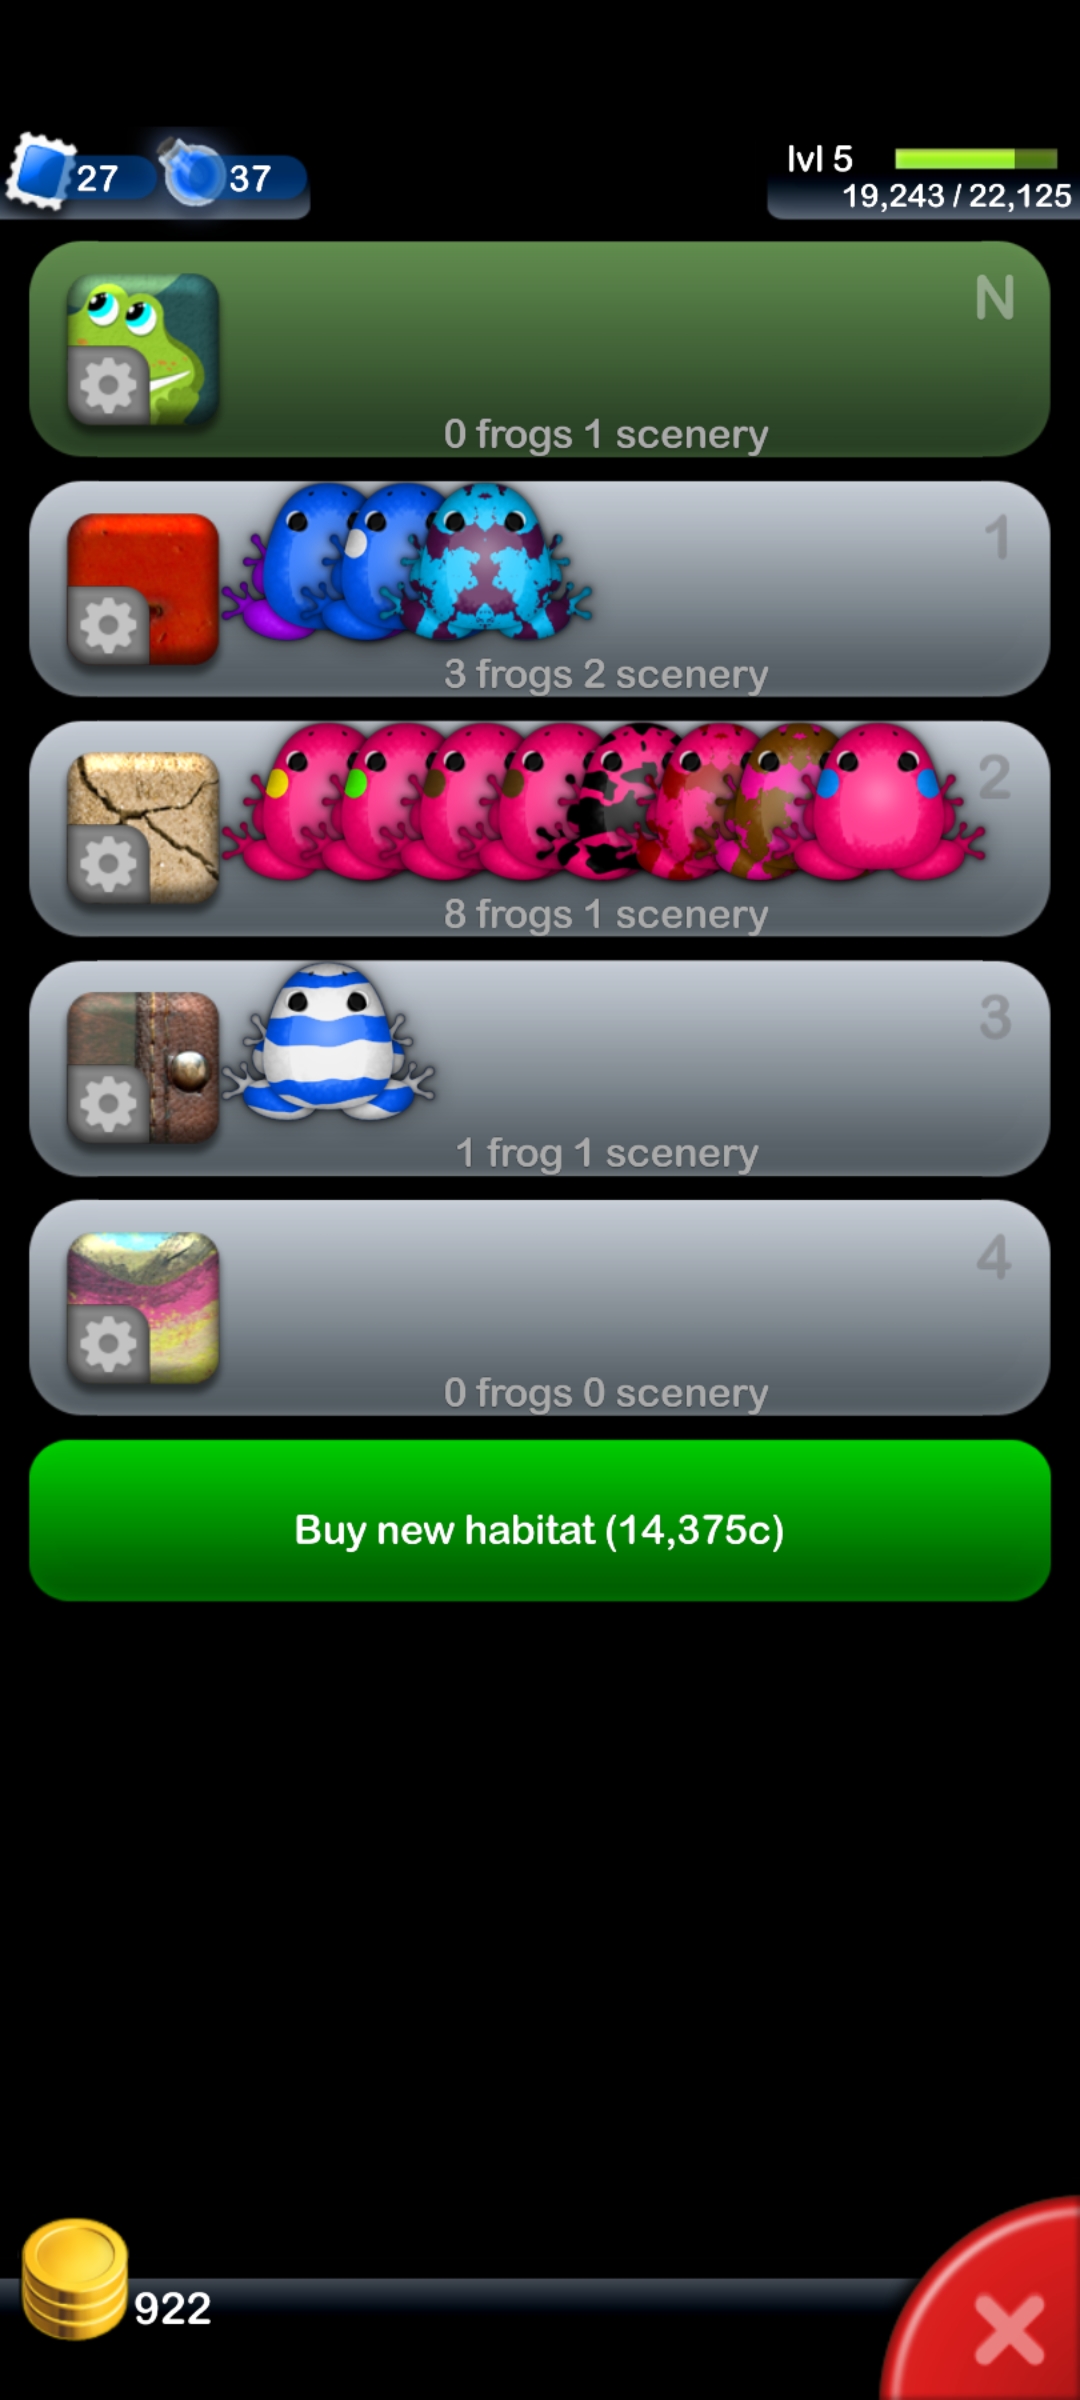 27
37
lvl 5
19,243 / 22,125
N
0 frogs 1 scenery
1
3 frogs 2 scenery
2
8 frogs 1 scenery
3
1 frog 1 scenery
4
0 frogs 0 scenery
Buy new habitat (14,375c)
922